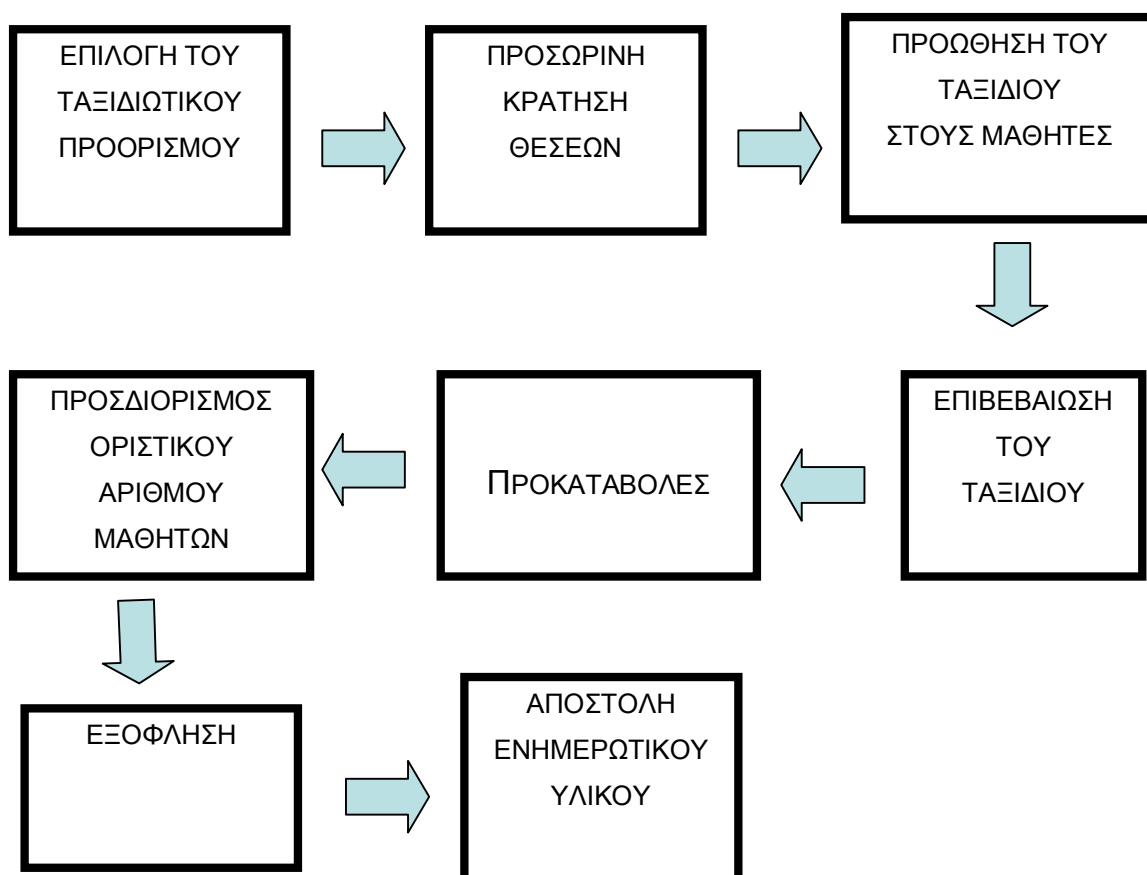 ΕΠΙΛΟΓΗ ΤΟΥ
ΤΑΞΙΔΙΩΤΙΚΟΥ
ΠΡΟΟΡΙΣΜΟΥ
ΠΡΟΣΩΡΙΝΗ
ΚΡΑΤΗΣΗ
ΘΕΣΕΩΝ
ΠΡΟΩΘΗΣΗ ΤΟΥ
ΤΑΞΙΔΙΟΥ
ΣΤΟΥΣ ΜΑΘΗΤΕΣ
ΕΠΙΒΕΒΑΙΩΣΗ
ΤΟΥ
ΤΑΞΙΔΙΟΥ
ΠΡΟΚΑΤΑΒΟΛΕΣ
ΠΡΟΣΔΙΟΡΙΣΜΟΣ
ΟΡΙΣΤΙΚΟΥ
ΑΡΙΘΜΟΥ
ΜΑΘΗΤΩΝ
ΕΞΟΦΛΗΣΗ
ΑΠΟΣΤΟΛΗ
ΕΝΗΜΕΡΩΤΙΚΟΥ
ΥΛΙΚΟΥ